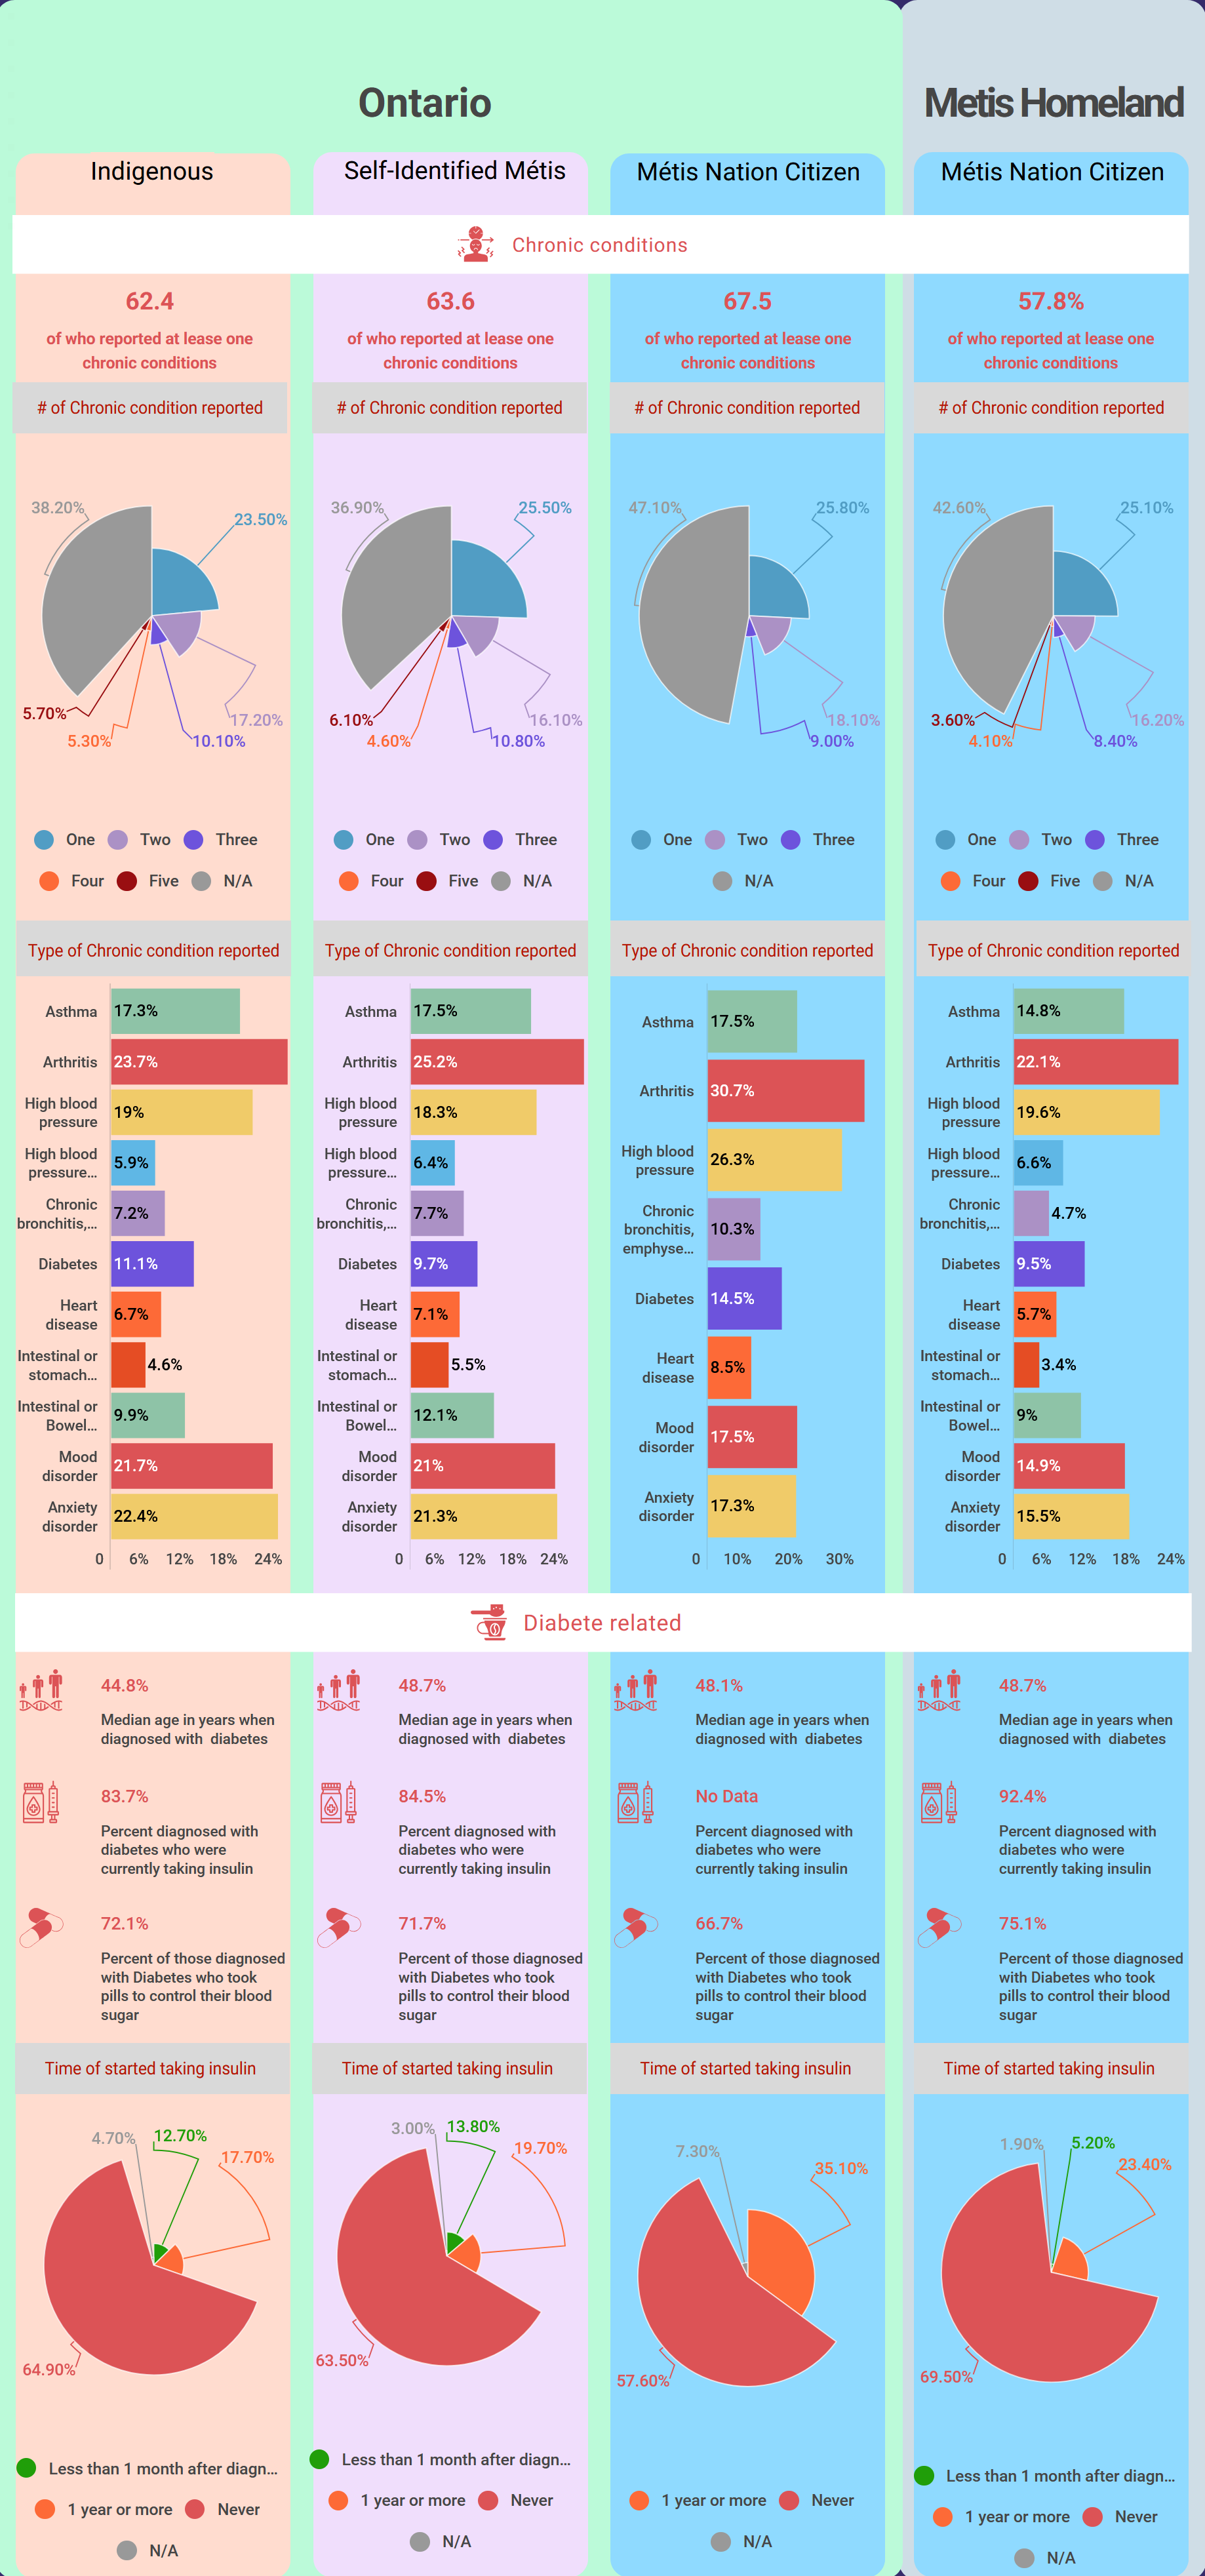 Ontario
Metis Homeland
Indigenous
Self-Identified Métis
Métis Nation Citizen
Métis Nation Citizen
Chronic conditions
62.4
of who reported at lease one
chronic conditions
63.6
of who reported at lease one
chronic conditions
67.5
of who reported at lease one
chronic conditions
57.8%
of who reported at lease one
chronic conditions
# of Chronic condition reported
# of Chronic condition reported
# of Chronic condition reported
# of Chronic condition reported
38.20%
23.50%
5.70%
5.30%
10.10%
17.20%
One Two Three
Four Five N/A
36.90%
25.50%
6.10%
4.60%
10.80%
16.10%
One Two Three
Four Five N/A
47.10%
25.80%
18.10%
9.00%
One Two Three
N/A
42.60%
25.10%
3.60%
4.10%
8.40%
16.20%
One Two Three
Four Five N/A
Type of Chronic condition reported
Type of Chronic condition reported
Type of Chronic condition reported
Type of Chronic condition reported
Asthma 17.3%
Arthritis 23.7%
High blood
pressure 19%
High blood
pressure... 5.9%
Chronic
bronchitis,... 7.2%
Diabetes 11.1%
Heart
disease 6.7%
Intestinal or
stomach... 4.6%
Intestinal or
Bowel... 9.9%
Mood
disorder 21.7%
Anxiety
disorder 22.4%
0 6% 12% 18% 24%
Asthma 17.5%
Arthritis 25.2%
High blood
pressure 18.3%
High blood
pressure... 6.4%
Chronic
bronchitis,... 7.7%
Diabetes 9.7%
Heart
disease 7.1%
Intestinal or
stomach... 5.5%
Intestinal or
Bowel... 12.1%
Mood
disorder 21%
Anxiety
disorder 21.3%
0 6% 12% 18% 24%
Asthma 17.5%
Arthritis 30.7%
High blood
pressure 26.3%
Chronic
bronchitis, 10.3%
emphyse...
Diabetes 14.5%
Heart
disease 8.5%
Mood
disorder 17.5%
Anxiety
disorder 17.3%
0 10% 20% 30%
Asthma 14.8%
Arthritis 22.1%
High blood
pressure 19.6%
High blood
pressure... 6.6%
Chronic
bronchitis,... 4.7%
Diabetes 9.5%
Heart
disease 5.7%
Intestinal or
stomach... 3.4%
Intestinal or
Bowel... 9%
Mood
disorder 14.9%
Anxiety
disorder 15.5%
0 6% 12% 18% 24%
Diabete related
44.8%
Median age in years when
diagnosed with diabetes
83.7%
Percent diagnosed with
diabetes who were
currently taking insulin
72.1%
Percent of those diagnosed
with Diabetes who took
pills to control their blood
sugar
48.7%
Median age in years when
diagnosed with diabetes
84.5%
Percent diagnosed with
diabetes who were
currently taking insulin
71.7%
Percent of those diagnosed
with Diabetes who took
pills to control their blood
sugar
48.1%
Median age in years when
diagnosed with diabetes
No Data
Percent diagnosed with
diabetes who were
currently taking insulin
66.7%
Percent of those diagnosed
with Diabetes who took
pills to control their blood
sugar
48.7%
Median age in years when
diagnosed with diabetes
92.4%
Percent diagnosed with
diabetes who were
currently taking insulin
75.1%
Percent of those diagnosed
with Diabetes who took
pills to control their blood
sugar
Time of started taking insulin
Time of started taking insulin
Time of started taking insulin
Time of started taking insulin
4.70%
12.70%
17.70%
64.90%
Less than 1 month after diagn...
1 year or more Never
N/A
3.00%
13.80%
19.70%
63.50%
Less than 1 month after diagn...
1 year or more Never
N/A
7.30%
35.10%
57.60%
1 year or more Never
N/A
1.90%
5.20%
23.40%
69.50%
Less than 1 month after diagn...
1 year or more Never
N/A